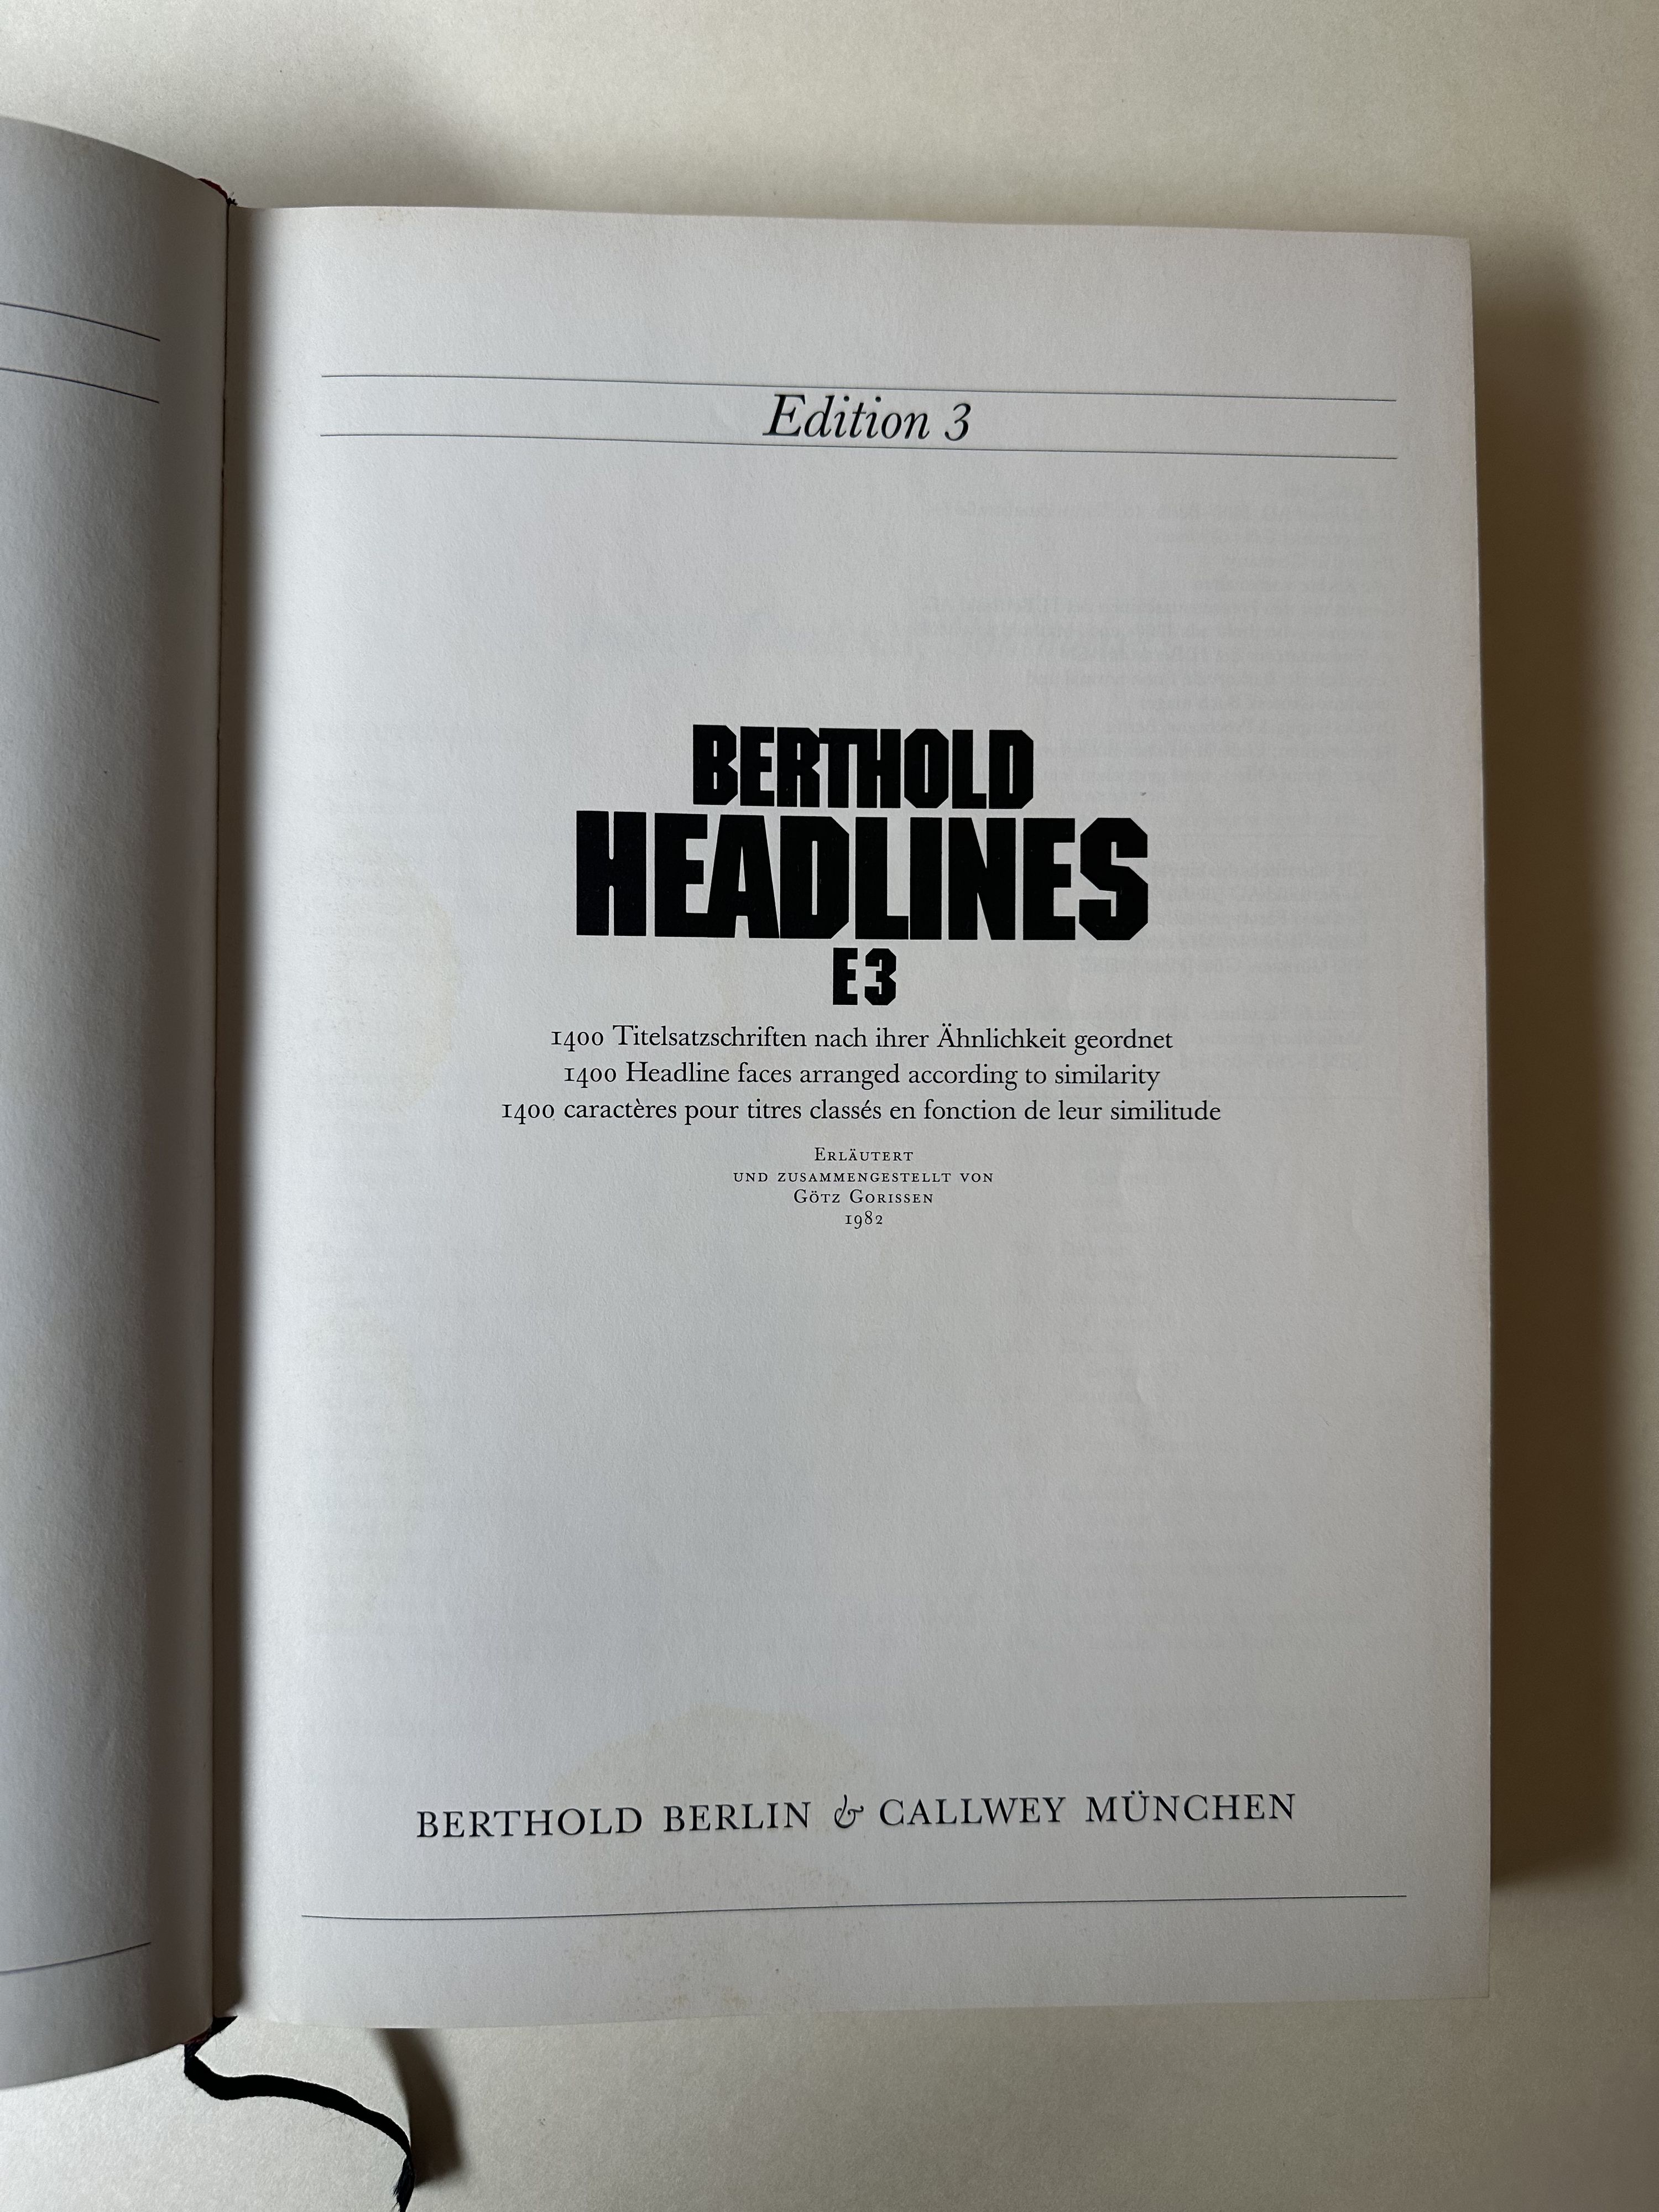 Edition 3
BERTHOLD
HEADLINES
E3
1400 Titelsatzschriften nach ihrer Ähnlichkeit geordnet
1400 Headline faces arranged according to similarity
1400 caractères pour titres classés en fonction de leur similitude
Erläutert
und zusammengestellt von
Götz Gorissen
1982
BERTHOLD BERLIN & CALLWEY MÜNCHEN